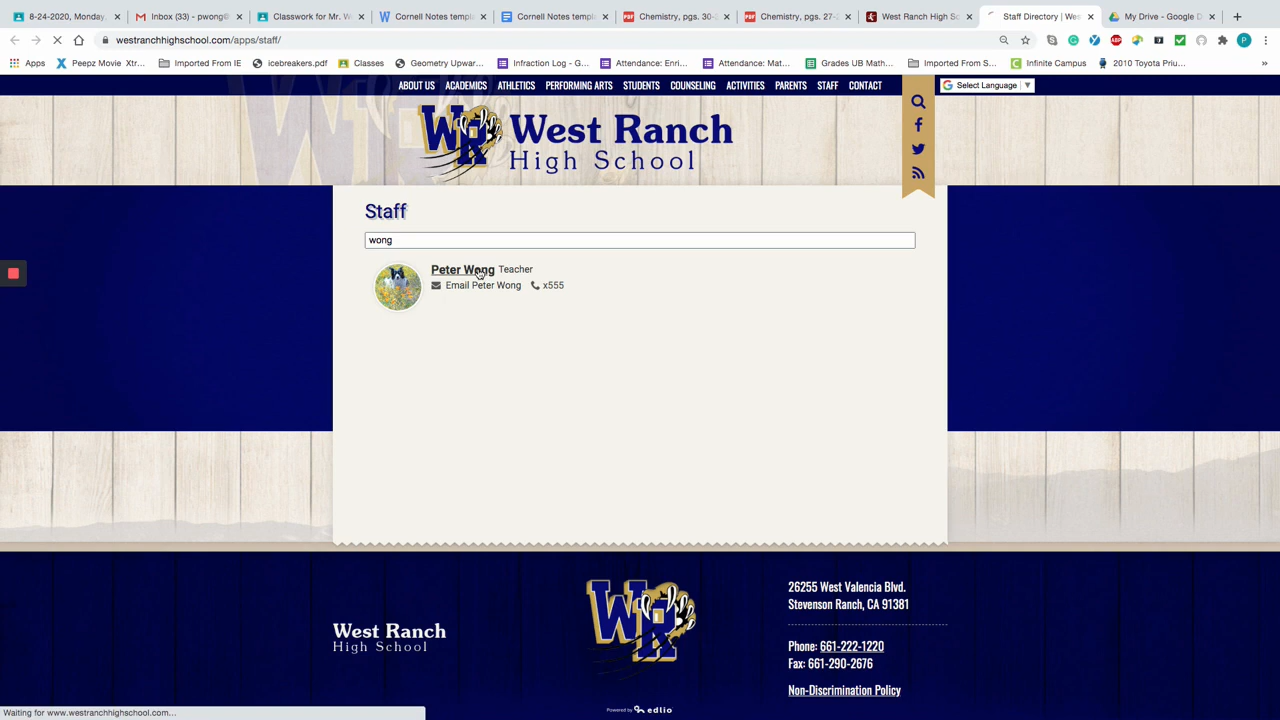 8-24-2020, Monday,
Inbox (33) - pwong@
Classwork for Mr. W
Cornell Notes templ
Cornell Notes templ
Chemistry, pgs. 30-
Chemistry, pgs. 27-2
West Ranch High Sc
Staff Directory | Wes
My Drive - Google D
westranchhighschool.com/apps/staff/
Apps
Peepz Movie Xtr...
Imported From IE
icebreakers.pdf
Classes
Geometry Upwar...
Infraction Log - G...
Attendance: Enri...
Attendance: Mat...
Grades UB Math...
Imported From S...
Infinite Campus
2010 Toyota Priu...
»
ABOUT US
ACADEMICS
ATHLETICS
PERFORMING ARTS
STUDENTS
COUNSELING
ACTIVITIES
PARENTS
STAFF
CONTACT
Select Language
WR
West Ranch
High School
Staff
wong
Peter Wong Teacher
Email Peter Wong x555
West Ranch
High School
WR
26255 West Valencia Blvd.
Stevenson Ranch, CA 91381
Phone: 661-222-1220
Fax: 661-290-2676
Non-Discrimination Policy
Powered by edlio
Waiting for www.westranchhighschool.com...